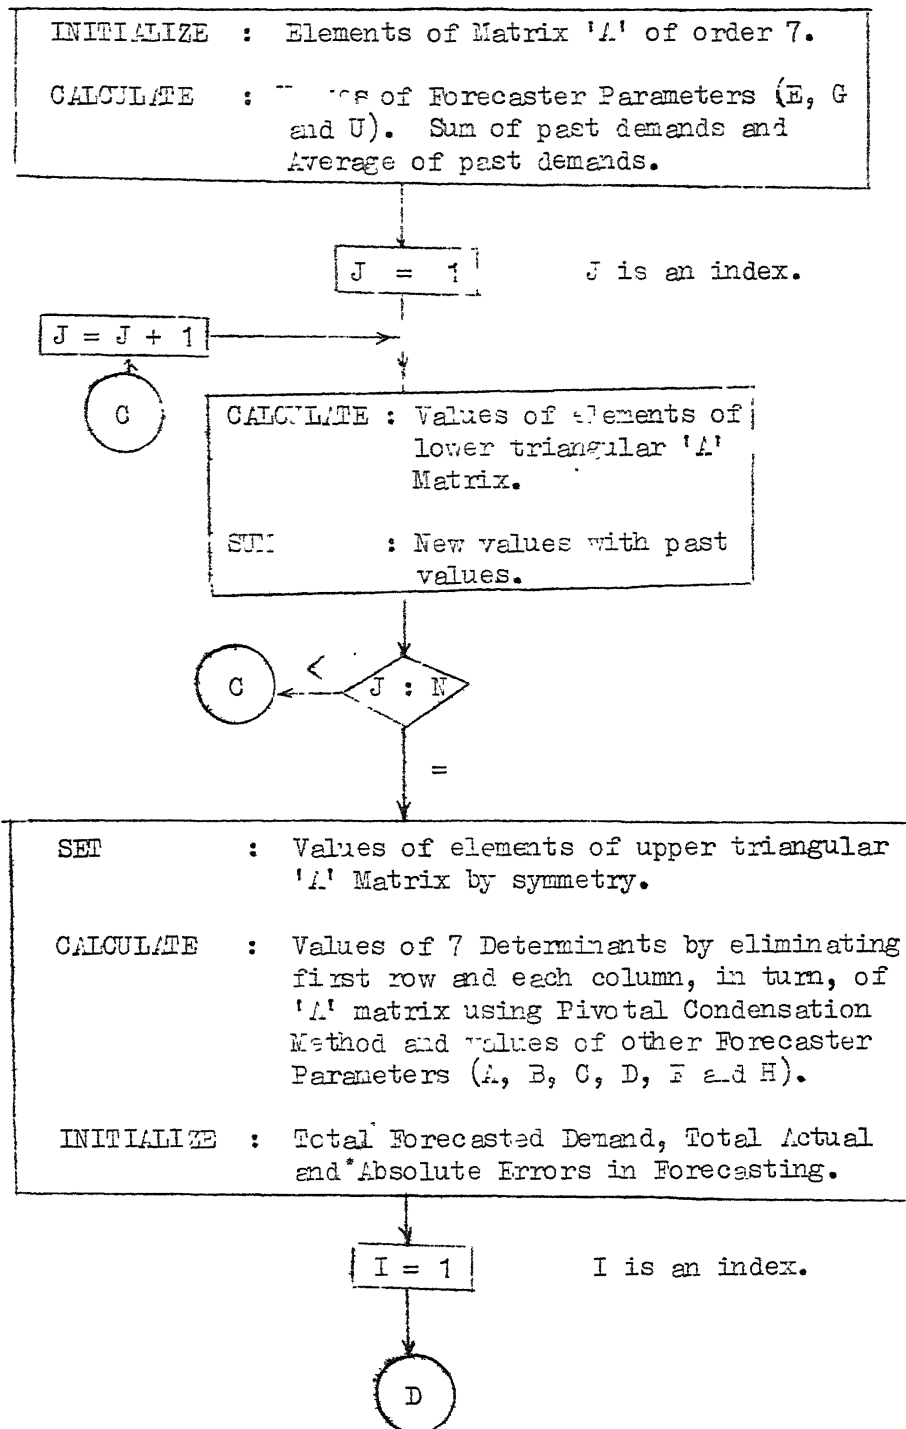 INITIALIZE : Elements of Matrix 'A' of order 7.
CALCULATE : of Forecaster Parameters (E, G
and U). Sum of past demands and
Average of past demands.
J = 1
J is an index.
J = J + 1
C
CALCULATE : Values of elements of
lower triangular 'A'
Matrix.
SUM : New values with past
values.
C
<
J : N
=
SET : Values of elements of upper triangular
'A' Matrix by symmetry.
CALCULATE : Values of 7 Determinants by eliminating
first row and each column, in turn, of
'A' matrix using Pivotal Condensation
Method and values of other Forecaster
Parameters (A, B, C, D, F and H).
INITIALIZE : Total Forecasted Demand, Total Actual
and Absolute Errors in Forecasting.
I = 1
I is an index.
D